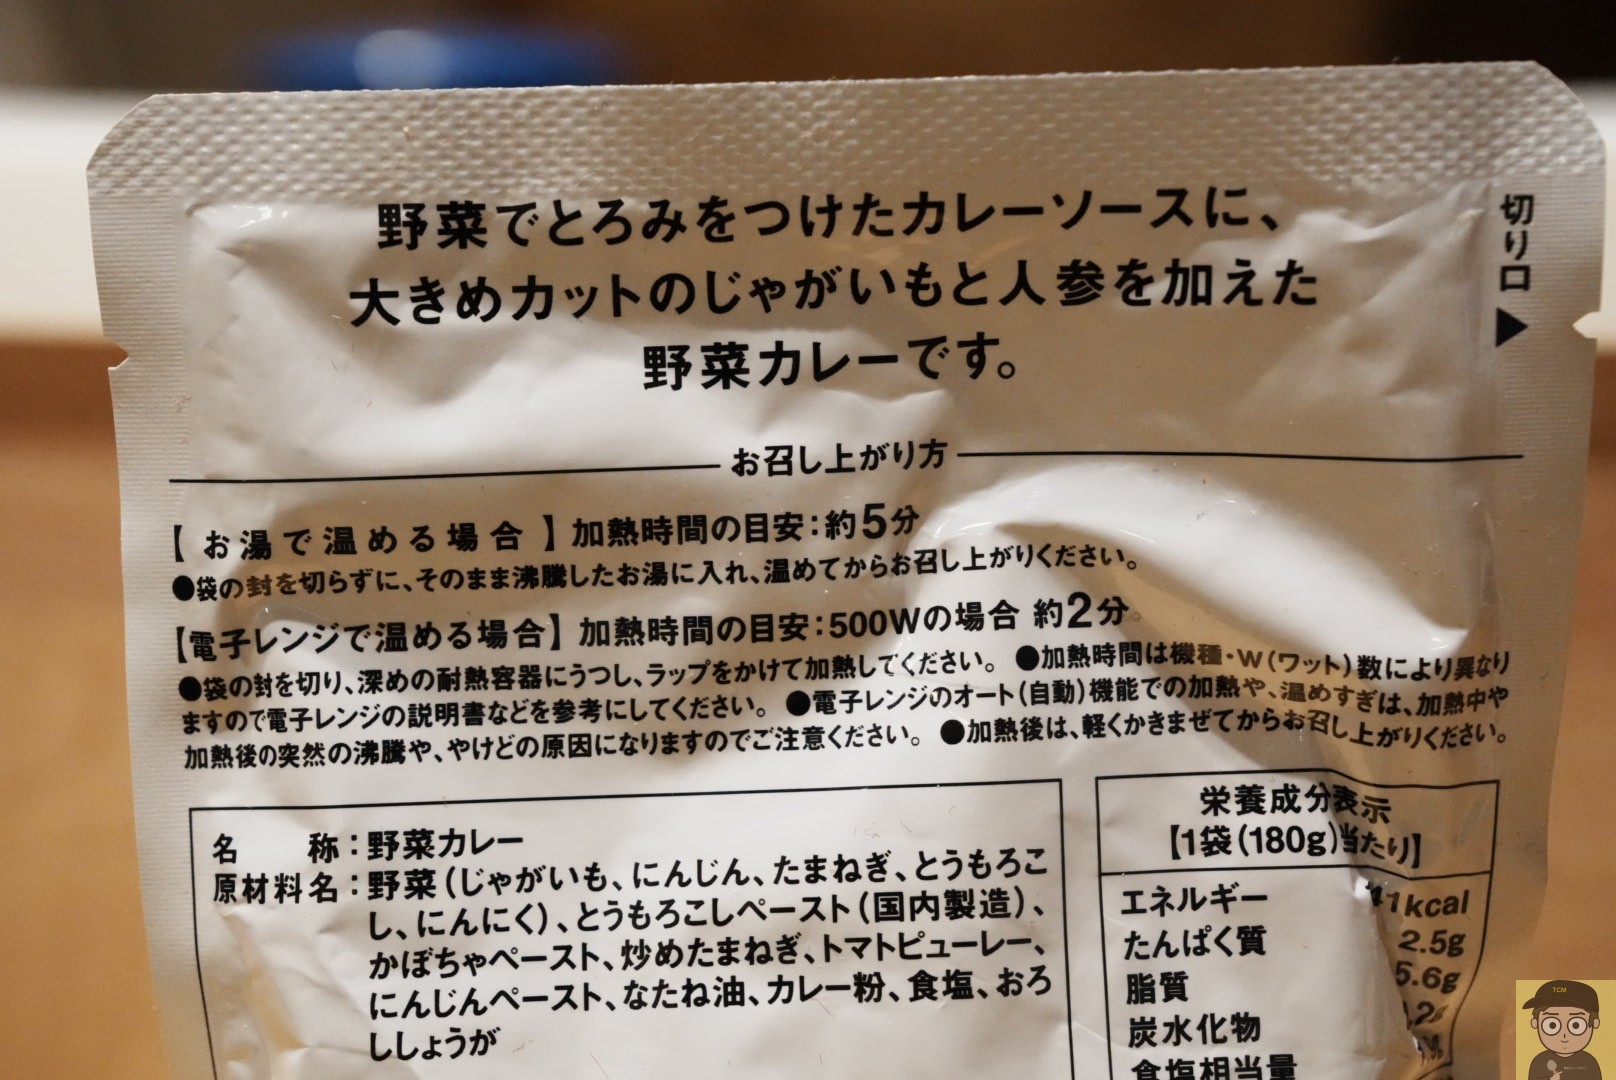 野菜でとろみをつけたカレーソースに、
大きめカットのじゃがいもと人参を加えた
野菜カレーです。
切り口▶
お召し上がり方
【お湯で温める場合】加熱時間の目安:約5分
●袋の封を切らずに、そのまま沸騰したお湯に入れ、温めてからお召し上がりください。
【電子レンジで温める場合】加熱時間の目安:500Wの場合 約2分
●袋の封を切り、深めの耐熱容器にうつし、ラップをかけて加熱してください。 ●加熱時間は機種・W(ワット)数により異なり
ますので電子レンジの説明書などを参考にしてください。 ●電子レンジのオート(自動)機能での加熱や、温めすぎは、加熱中や
加熱後の突然の沸騰や、やけどの原因になりますのでご注意ください。 ●加熱後は、軽くかきまぜてからお召し上がりください。
名称:野菜カレー
原材料名:野菜(じゃがいも、にんじん、たまねぎ、とうもろこ
し、にんにく)、とうもろこしペースト(国内製造)、
かぼちゃペースト、炒めたまねぎ、トマトピューレー、
にんじんペースト、なたね油、カレー粉、食塩、おろ
ししょうが
栄養成分表示
【1袋(180g)当たり】
エネルギー 1kcal
たんぱく質 2.5g
脂質 5.6g
炭水化物
食塩相当量
TCM